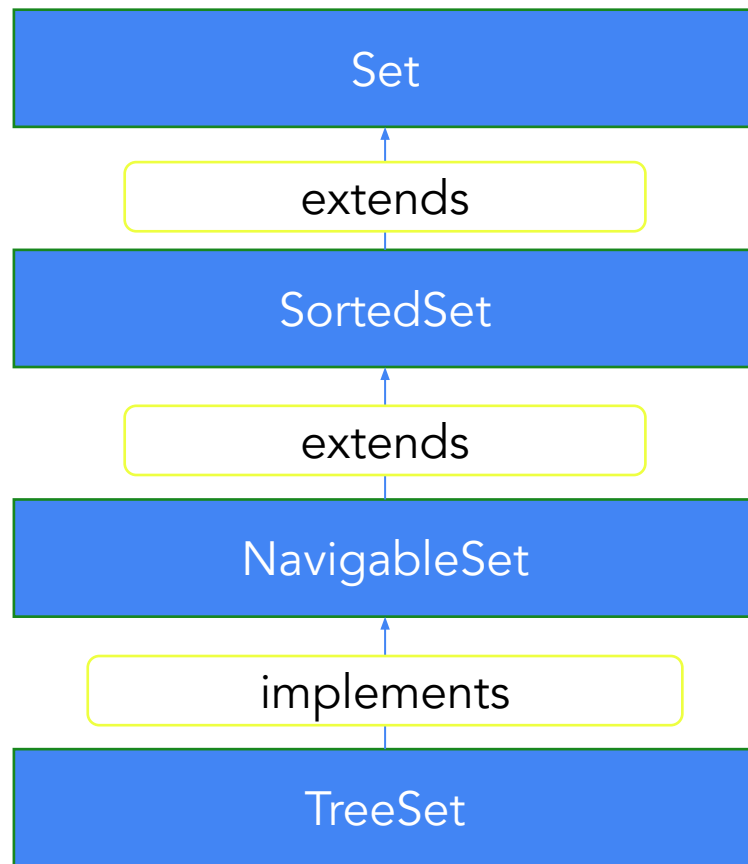 Set
extends
SortedSet
extends
NavigableSet
implements
TreeSet